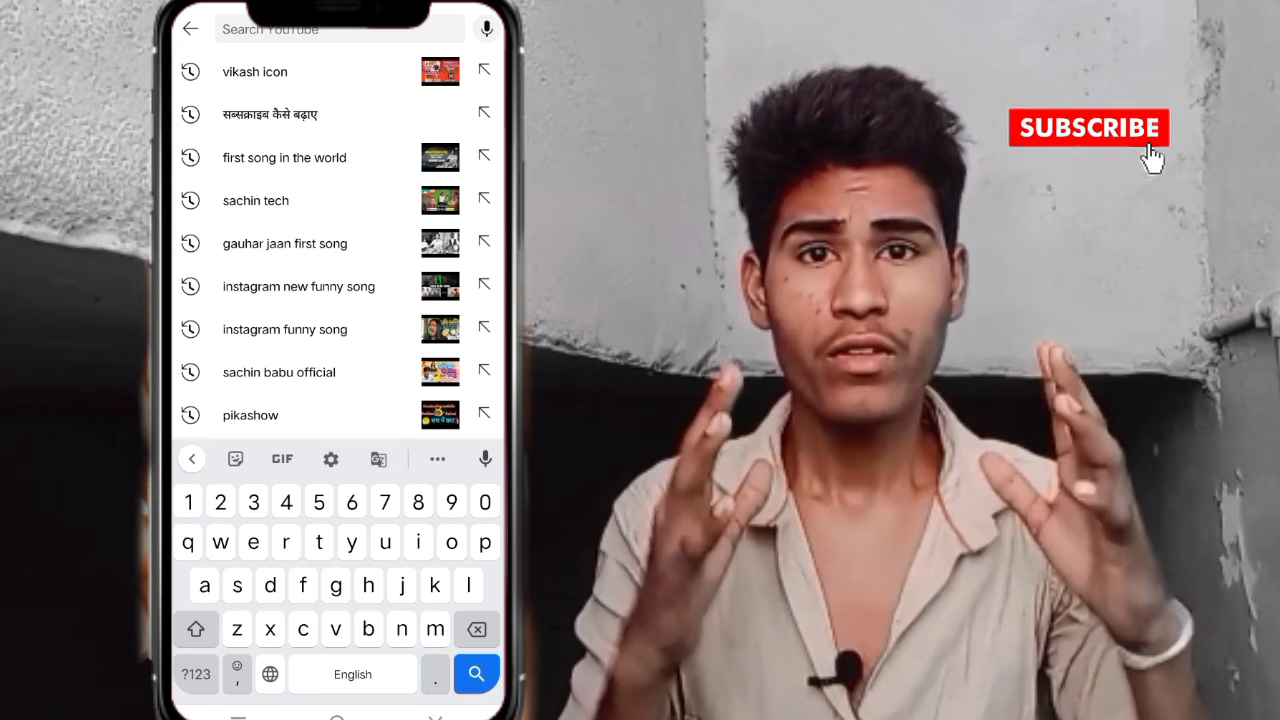 Search YouTube
vikash icon
सब्सक्राइब कैसे बढ़ाए
first song in the world
sachin tech
gauhar jaan first song
instagram new funny song
instagram funny song
sachin babu official
pikashow
GIF
1 2 3 4 5 6 7 8 9 0
q w e r t y u i o p
a s d f g h j k l
z x c v b n m
?123 , English .
SUBSCRIBE